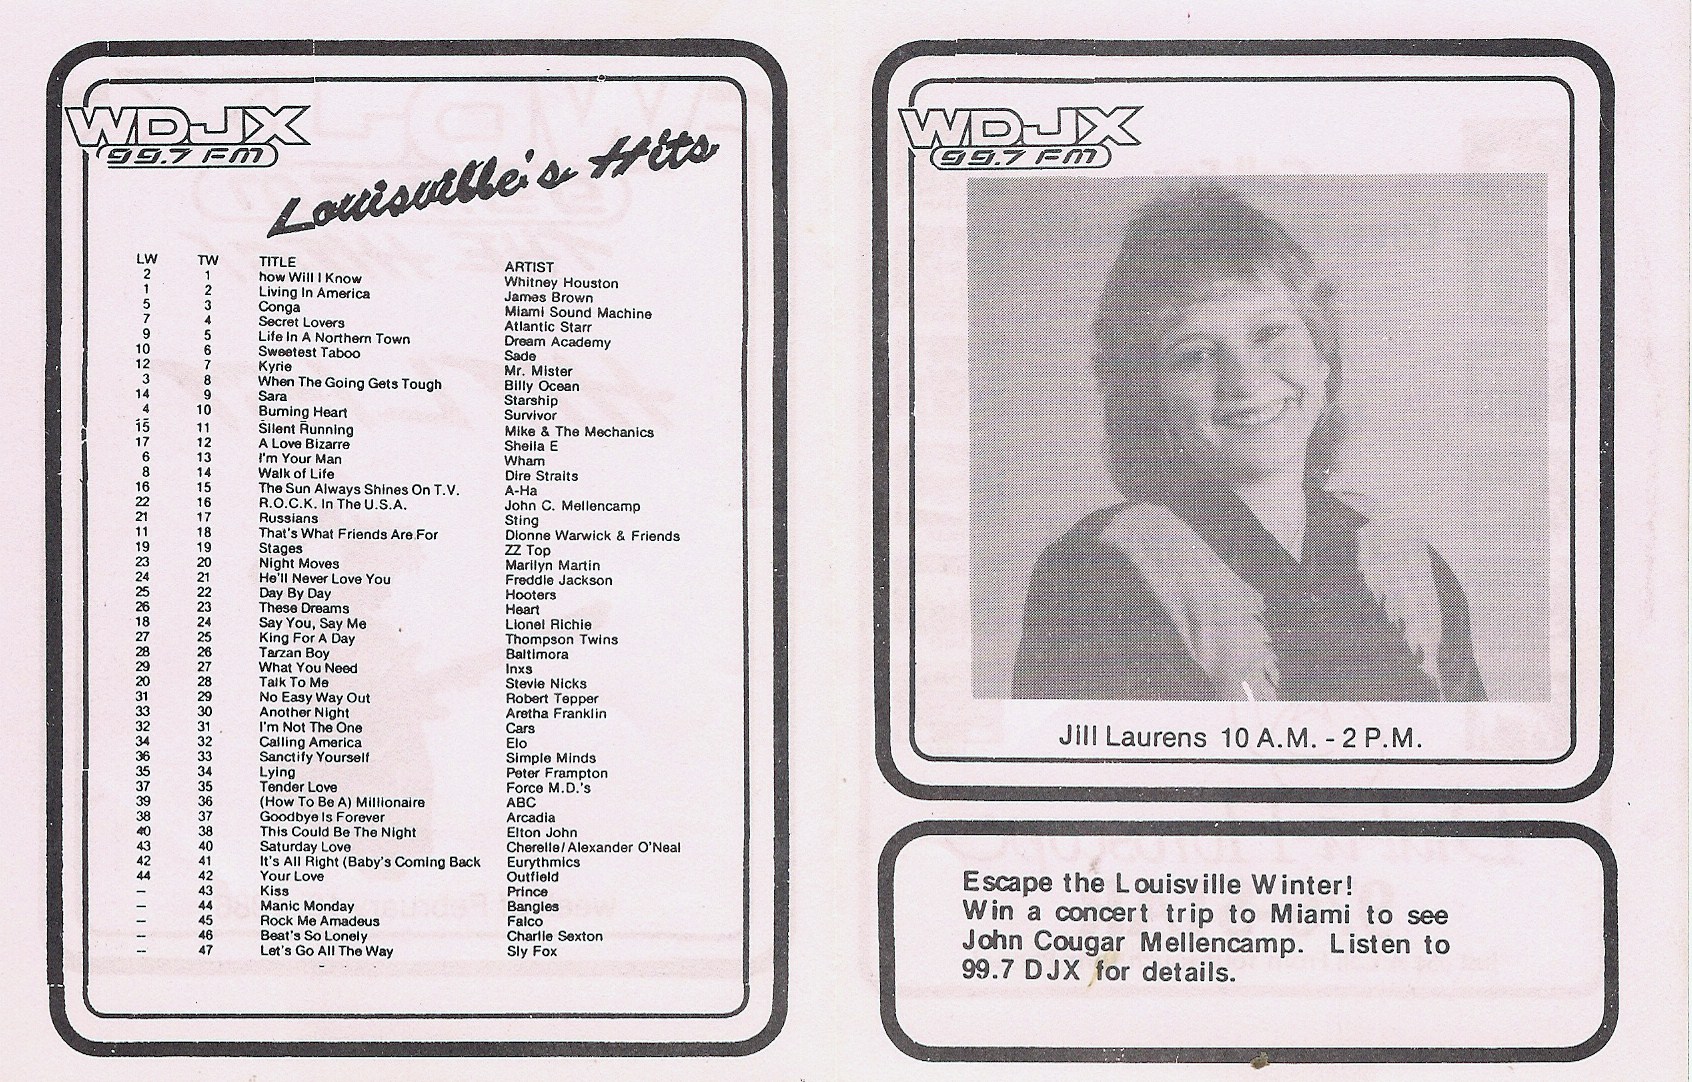 WDJX
99.7 FM
Louisville's Hits
LW TW TITLE ARTIST
2 1 how Will I Know Whitney Houston
1 2 Living In America James Brown
5 3 Conga Miami Sound Machine
7 4 Secret Lovers Atlantic Starr
9 5 Life In A Northern Town Dream Academy
10 6 Sweetest Taboo Sade
12 7 Kyrie Mr. Mister
3 8 When The Going Gets Tough Billy Ocean
14 9 Sara Starship
4 10 Burning Heart Survivor
15 11 Silent Running Mike & The Mechanics
17 12 A Love Bizarre Sheila E
6 13 I'm Your Man Wham
8 14 Walk of Life Dire Straits
16 15 The Sun Always Shines On T.V. A-Ha
22 16 R.O.C.K. In The U.S.A. John C. Mellencamp
21 17 Russians Sting
11 18 That's What Friends Are For Dionne Warwick & Friends
19 19 Stages ZZ Top
23 20 Night Moves Marilyn Martin
24 21 He'll Never Love You Freddie Jackson
25 22 Day By Day Hooters
26 23 These Dreams Heart
18 24 Say You, Say Me Lionel Richie
27 25 King For A Day Thompson Twins
28 26 Tarzan Boy Baltimora
29 27 What You Need Inxs
20 28 Talk To Me Stevie Nicks
31 29 No Easy Way Out Robert Tepper
33 30 Another Night Aretha Franklin
32 31 I'm Not The One Cars
34 32 Calling America Elo
36 33 Sanctify Yourself Simple Minds
35 34 Lying Peter Frampton
37 35 Tender Love Force M.D.'s
39 36 (How To Be A) Millionaire ABC
38 37 Goodbye Is Forever Arcadia
40 38 This Could Be The Night Elton John
43 40 Saturday Love Cherelle/Alexander O'Neal
42 41 It's All Right (Baby's Coming Back Eurythmics
44 42 Your Love Outfield
– 43 Kiss Prince
– 44 Manic Monday Bangles
– 45 Rock Me Amadeus Falco
– 46 Beat's So Lonely Charlie Sexton
– 47 Let's Go All The Way Sly Fox
WDJX
99.7 FM
Jill Laurens 10 A.M. - 2 P.M.
Escape the Louisville Winter!
Win a concert trip to Miami to see
John Cougar Mellencamp. Listen to
99.7 DJX for details.